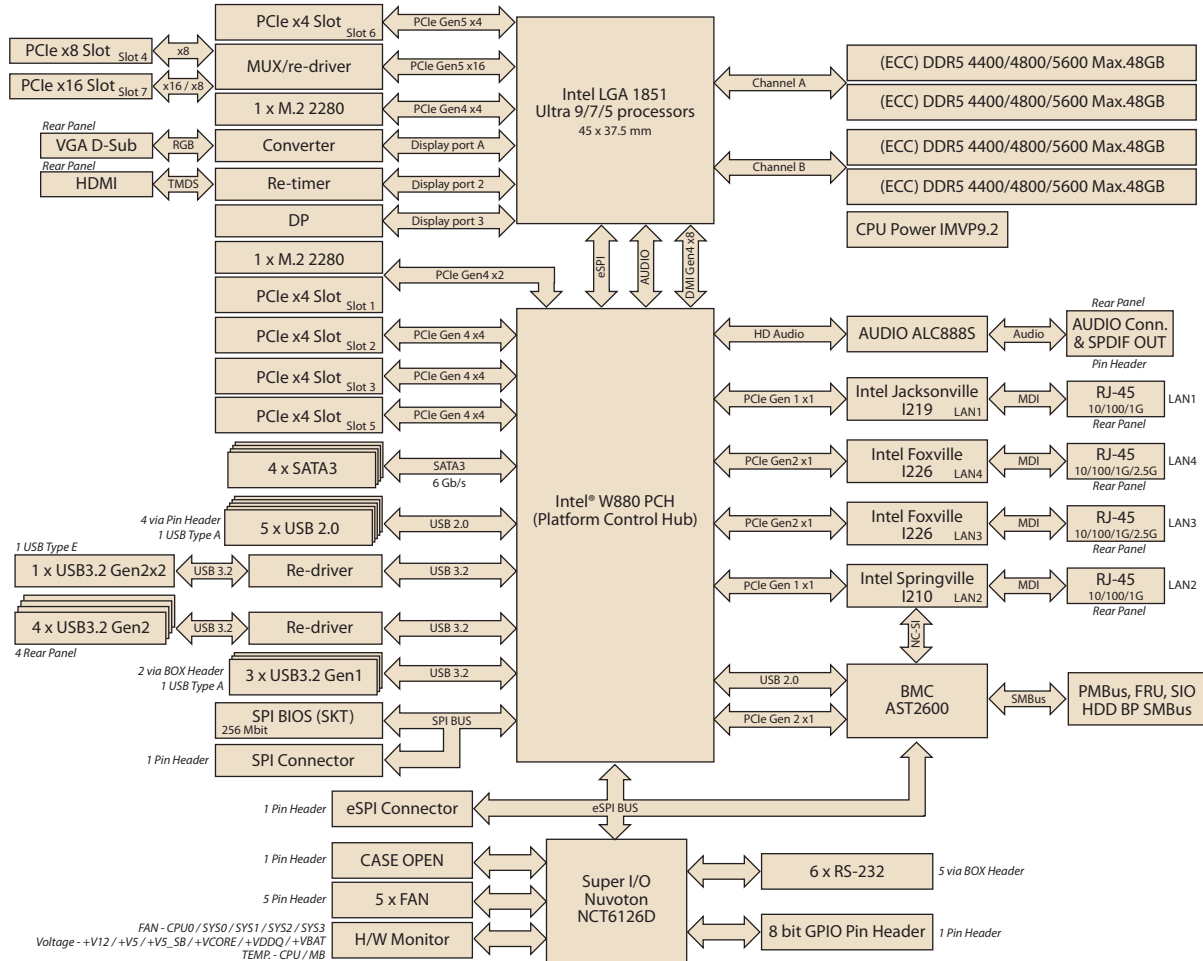 PCIe x4 Slot Slot 6
PCIe Gen5 x4
PCIe x8 Slot Slot 4
x8
MUX/re-driver
PCIe Gen5 x16
PCIe x16 Slot Slot 7
x16 / x8
1 x M.2 2280
PCIe Gen4 x4
Rear Panel
VGA D-Sub
RGB
Converter
Display port A
Rear Panel
HDMI
TMDS
Re-timer
Display port 2
DP
Display port 3
Intel LGA 1851
Ultra 9/7/5 processors
45 x 37.5 mm
Channel A
(ECC) DDR5 4400/4800/5600 Max.48GB
(ECC) DDR5 4400/4800/5600 Max.48GB
Channel B
(ECC) DDR5 4400/4800/5600 Max.48GB
(ECC) DDR5 4400/4800/5600 Max.48GB
CPU Power IMVP9.2
eSPI
AUDIO
DMI Gen4 x8
1 x M.2 2280
PCIe Gen4 x2
PCIe x4 Slot Slot 1
PCIe x4 Slot Slot 2
PCIe Gen 4 x4
PCIe x4 Slot Slot 3
PCIe Gen 4 x4
PCIe x4 Slot Slot 5
PCIe Gen 4 x4
4 x SATA3
SATA3
6 Gb/s
4 via Pin Header
1 USB Type A
5 x USB 2.0
USB 2.0
1 USB Type E
1 x USB3.2 Gen2x2
USB 3.2
Re-driver
USB 3.2
4 x USB3.2 Gen2
4 Rear Panel
USB 3.2
Re-driver
USB 3.2
2 via BOX Header
1 USB Type A
3 x USB3.2 Gen1
USB 3.2
SPI BIOS (SKT)
256 Mbit
SPI BUS
1 Pin Header
SPI Connector
Intel® W880 PCH
(Platform Control Hub)
HD Audio
AUDIO ALC888S
Audio
Rear Panel
AUDIO Conn.
& SPDIF OUT
Pin Header
PCIe Gen 1 x1
Intel Jacksonville
I219 LAN1
MDI
RJ-45
10/100/1G
Rear Panel
LAN1
PCIe Gen2 x1
Intel Foxville
I226 LAN4
MDI
RJ-45
10/100/1G/2.5G
Rear Panel
LAN4
PCIe Gen2 x1
Intel Foxville
I226 LAN3
MDI
RJ-45
10/100/1G/2.5G
Rear Panel
LAN3
PCIe Gen 1 x1
Intel Springville
I210 LAN2
MDI
RJ-45
10/100/1G
Rear Panel
LAN2
NC-SI
USB 2.0
PCIe Gen 2 x1
BMC
AST2600
SMBus
PMBus, FRU, SIO
HDD BP SMBus
1 Pin Header
eSPI Connector
eSPI BUS
1 Pin Header
CASE OPEN
5 Pin Header
5 x FAN
FAN - CPU0 / SYS0 / SYS1 / SYS2 / SYS3
Voltage - +V12 / +V5 / +V5_SB / +VCORE / +VDDQ / +VBAT
TEMP. - CPU / MB
H/W Monitor
Super I/O
Nuvoton
NCT6126D
6 x RS-232
5 via BOX Header
8 bit GPIO Pin Header
1 Pin Header